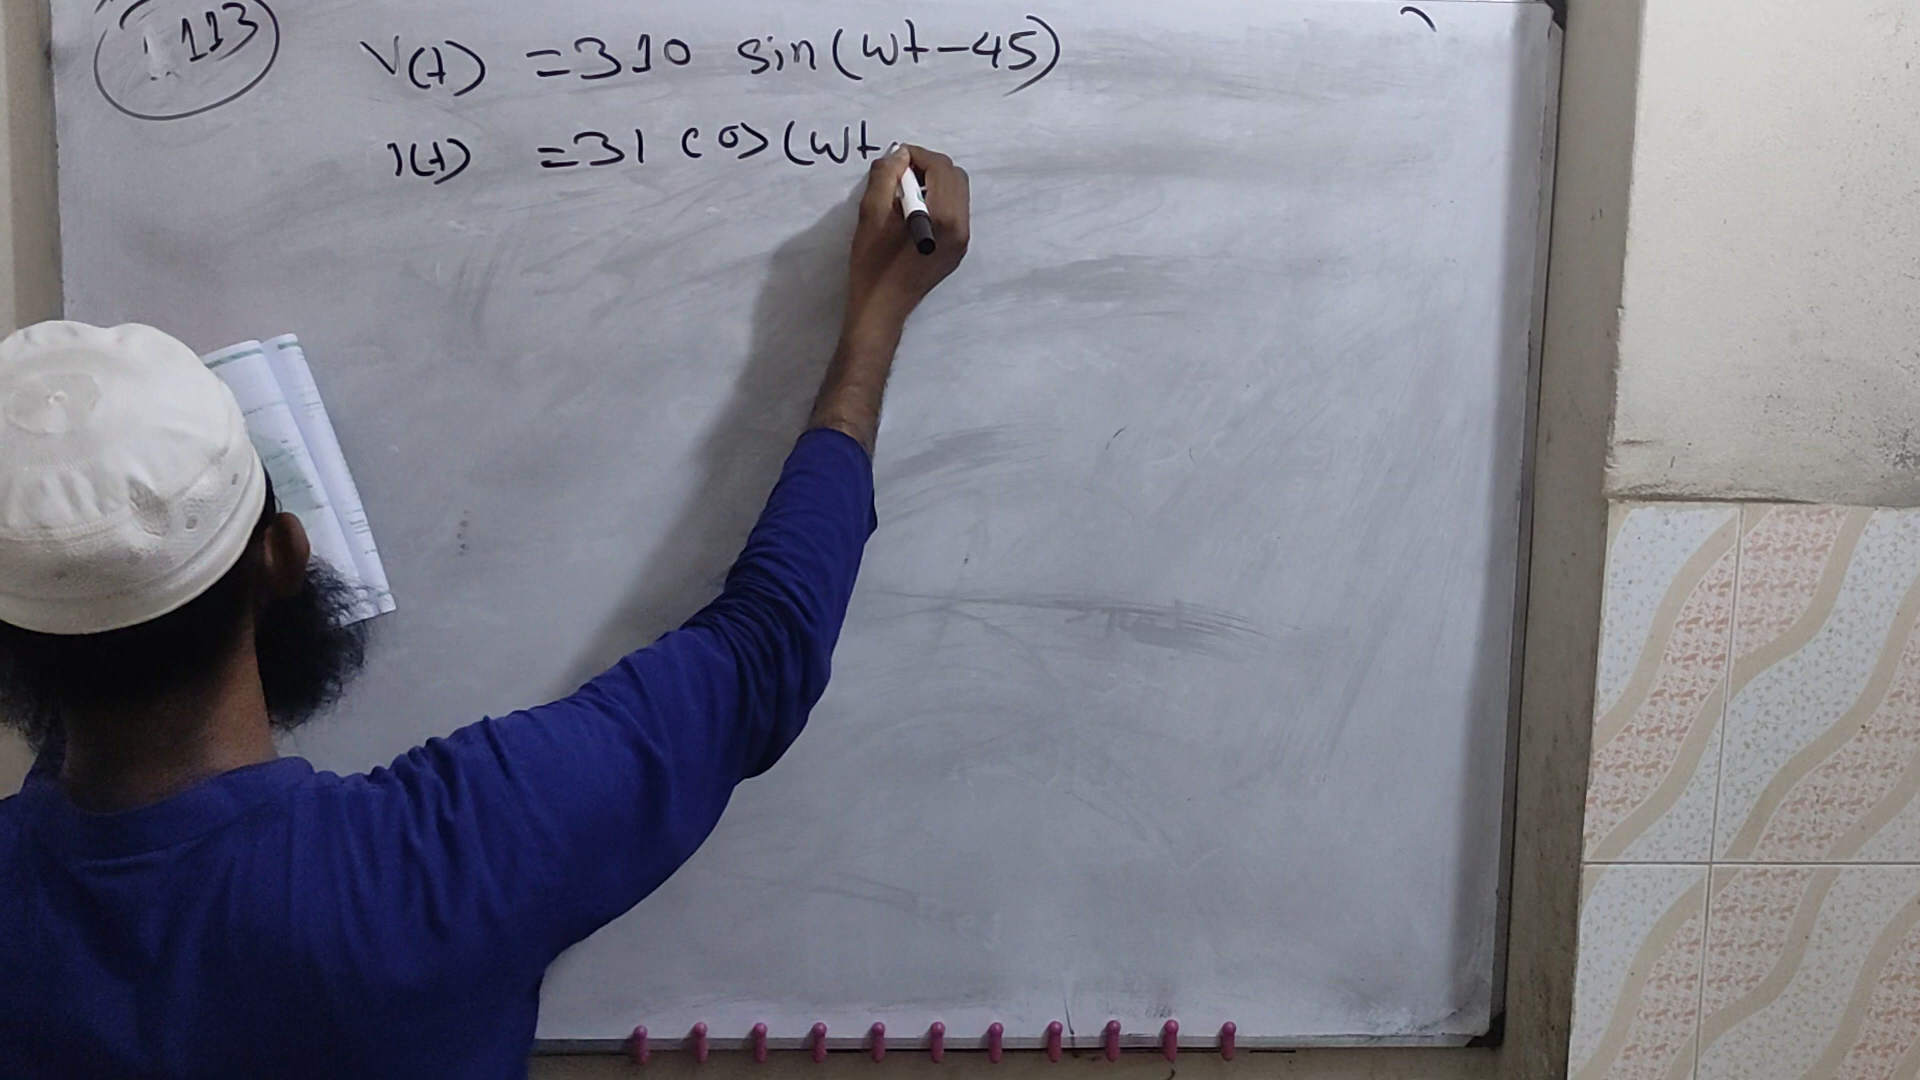 113
V(t) = 310 sin(wt-45)
i(t) = 31 cos(wt